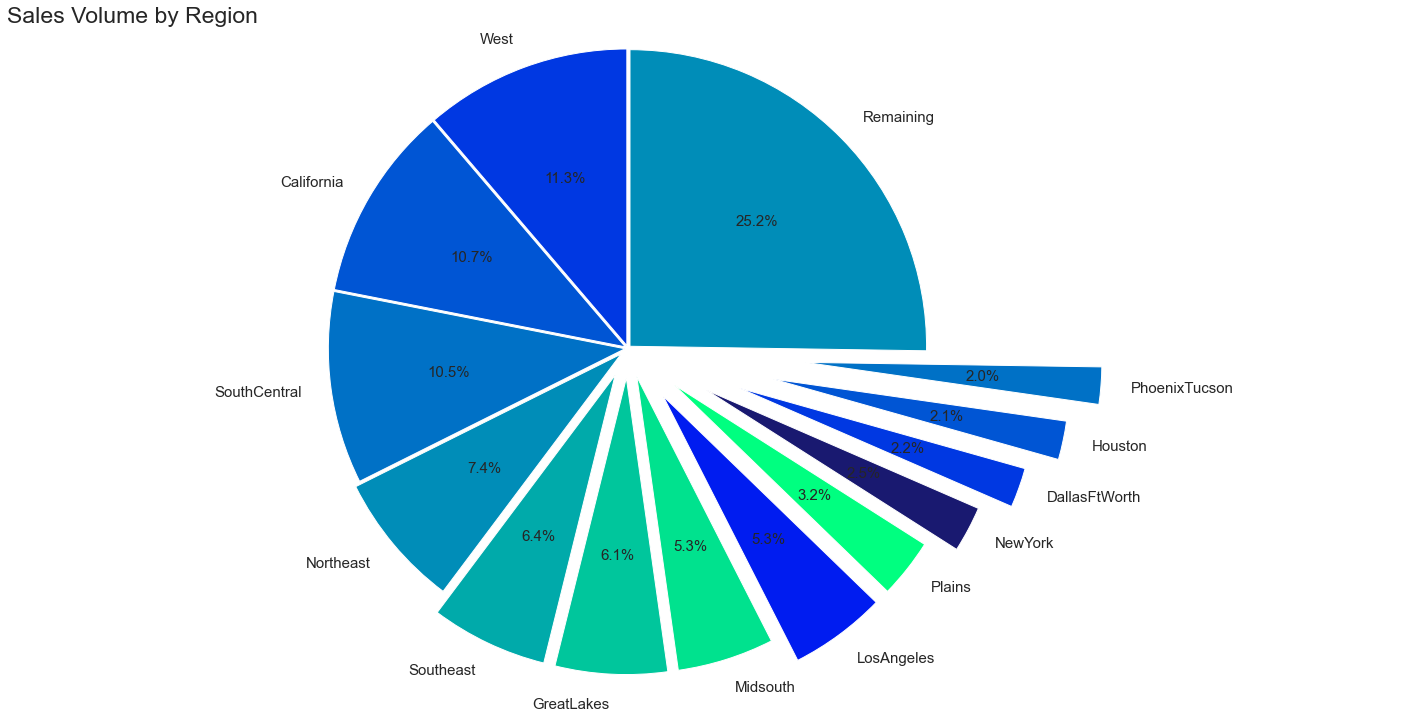 Sales Volume by Region
West
Remaining
California
11.3%
25.2%
10.7%
SouthCentral
10.5%
2.0%
PhoenixTucson
2.1%
Houston
2.2%
DallasFtWorth
7.4%
3.2%
NewYork
Northeast
6.4%
6.1%
5.3%
5.3%
Plains
Southeast
GreatLakes
Midsouth
LosAngeles